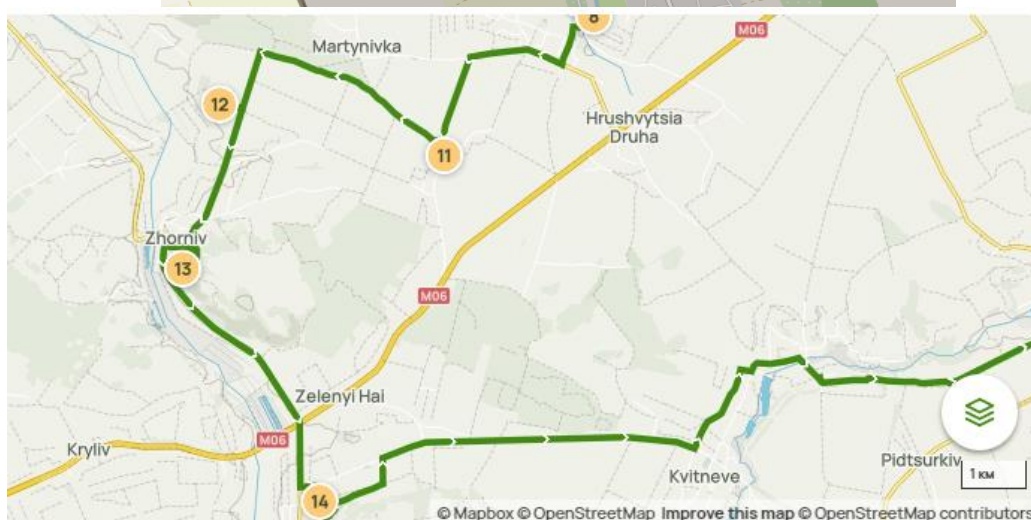 8
M06
Martynivka
12
Hrushvytsia
Druha
11
Zhorniv
13
M06
Zelenyi Hai
M06
Kryliv
Kvitneve
Pidtsurkiv
1 км
14
© Mapbox © OpenStreetMap Improve this map © OpenStreetMap contributors